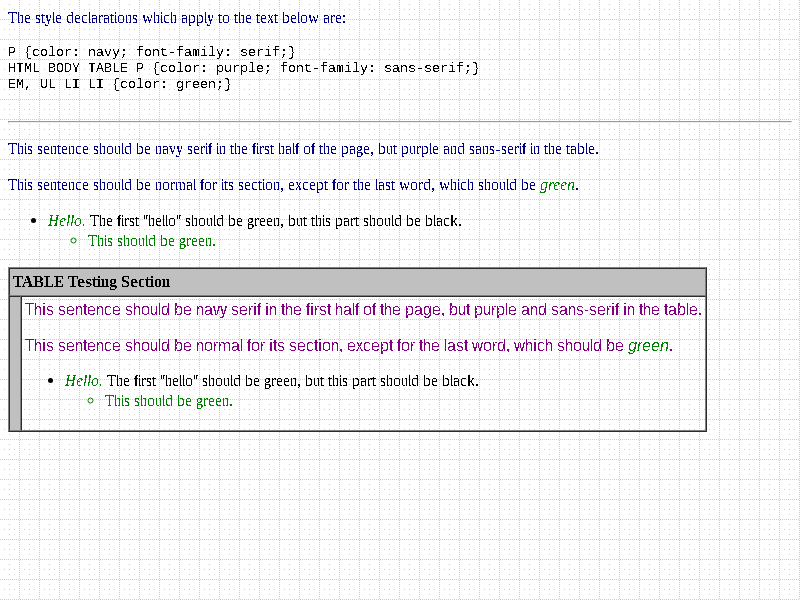 The style declarations which apply to the text below are:
P {color: navy; font-family: serif;}
HTML BODY TABLE P {color: purple; font-family: sans-serif;}
EM, UL LI LI {color: green;}
This sentence should be navy serif in the first half of the page, but purple and sans-serif in the table.
This sentence should be normal for its section, except for the last word, which should be green.
Hello. The first "hello" should be green, but this part should be black.
This should be green.
TABLE Testing Section
This sentence should be navy serif in the first half of the page, but purple and sans-serif in the table.
This sentence should be normal for its section, except for the last word, which should be green.
Hello. The first "hello" should be green, but this part should be black.
This should be green.